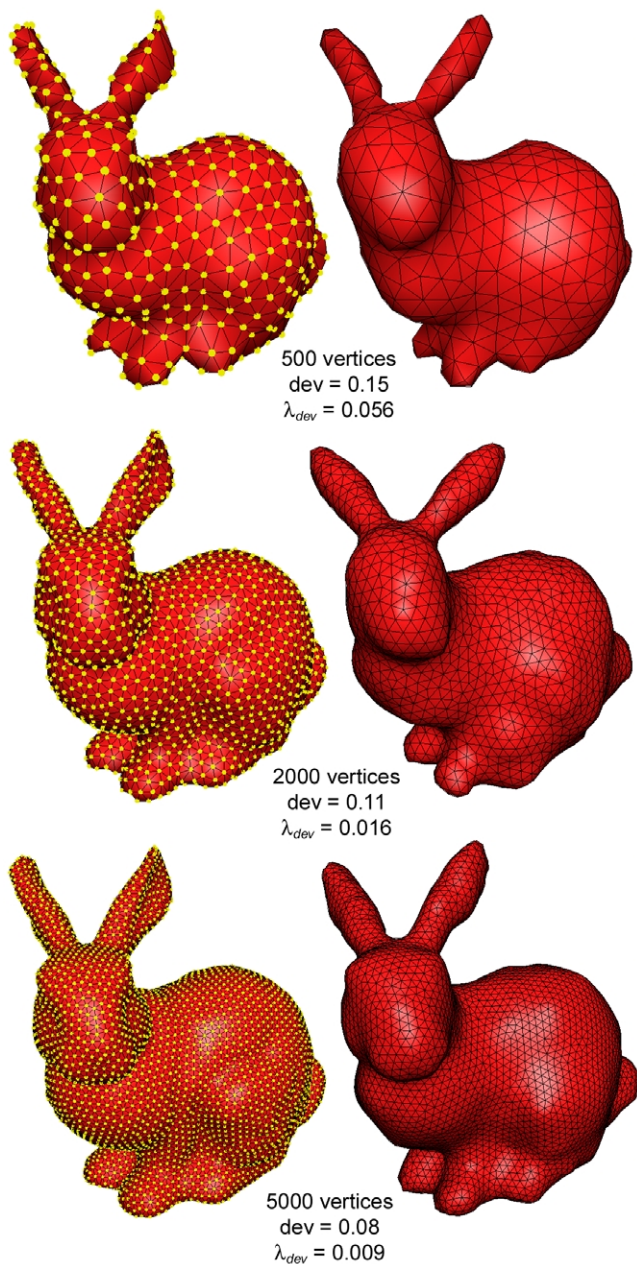 500 vertices
dev = 0.15
λdev = 0.056
2000 vertices
dev = 0.11
λdev = 0.016
5000 vertices
dev = 0.08
λdev = 0.009